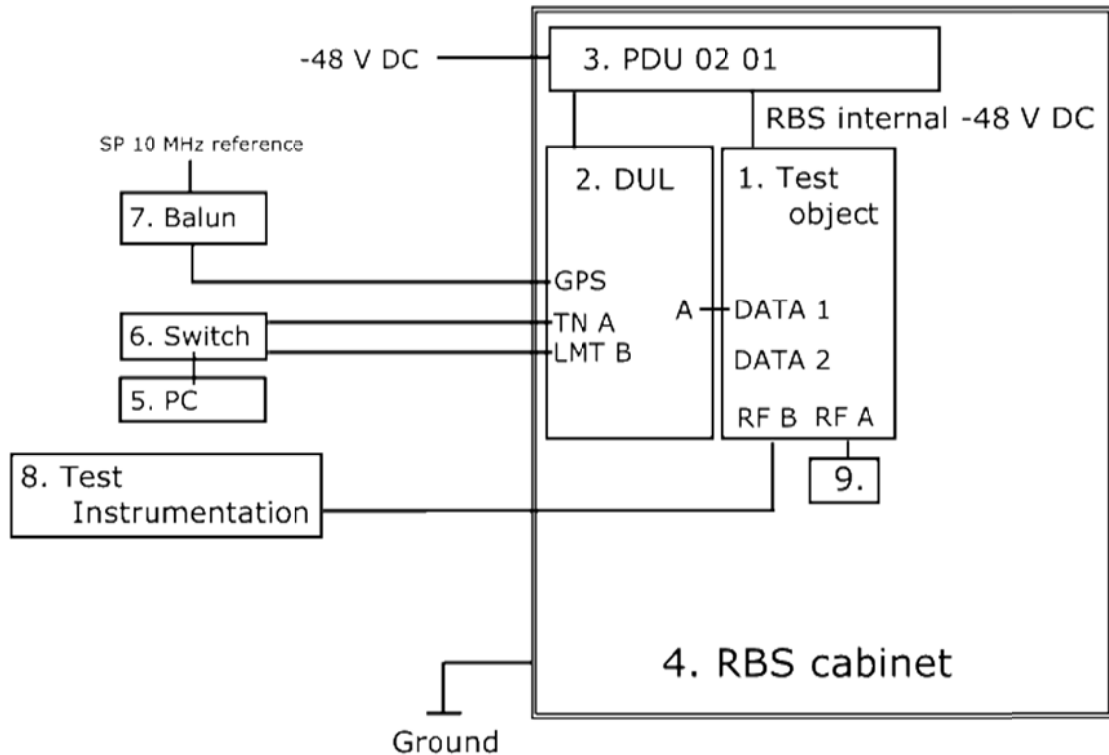 -48 V DC
3. PDU 02 01
RBS internal -48 V DC
SP 10 MHz reference
7. Balun
2. DUL
1. Test
object
GPS
6. Switch
TN A
LMT B
A
DATA 1
DATA 2
5. PC
RF B RF A
8. Test
Instrumentation
9.
4. RBS cabinet
Ground